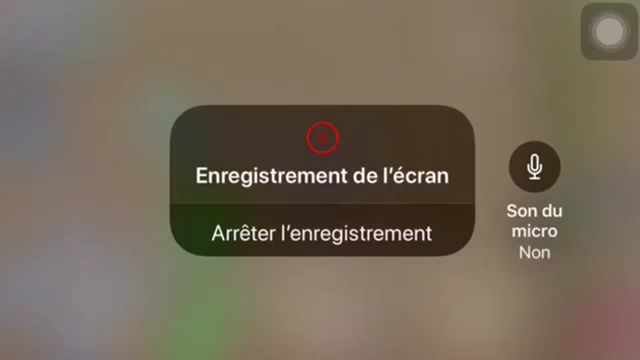 Enregistrement de l’écran
Arrêter l’enregistrement
Son du
micro
Non